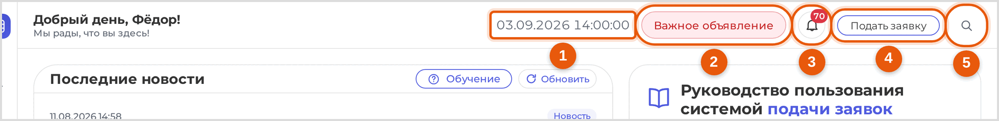 Добрый день, Фёдор!
Мы рады, что вы здесь!
03.09.2026 14:00:00
Важное объявление
70
Подать заявку
1
2
3
4
5
Последние новости
Обучение
Обновить
Руководство пользования
системой подачи заявок
11.08.2026 14:58
Новость